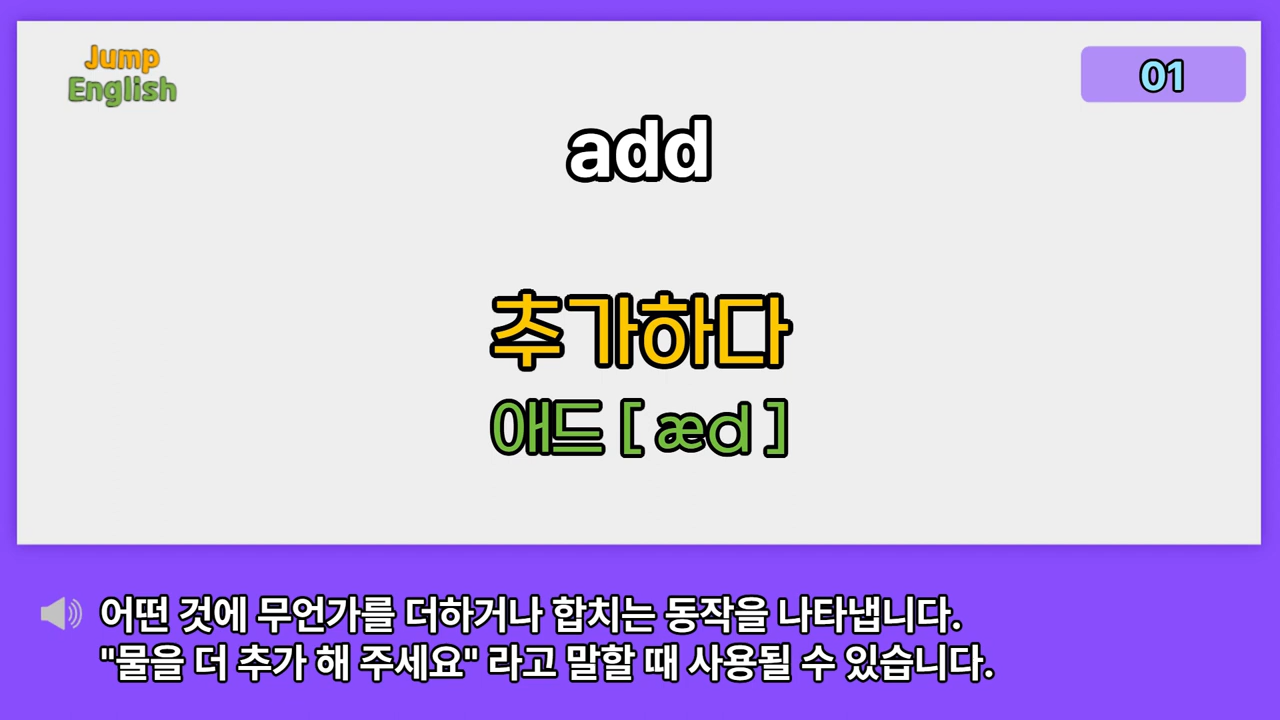 Jump
English
01
add
추가하다
애드 [ æd ]
어떤 것에 무언가를 더하거나 합치는 동작을 나타냅니다.
"물을 더 추가 해 주세요" 라고 말할 때 사용될 수 있습니다.